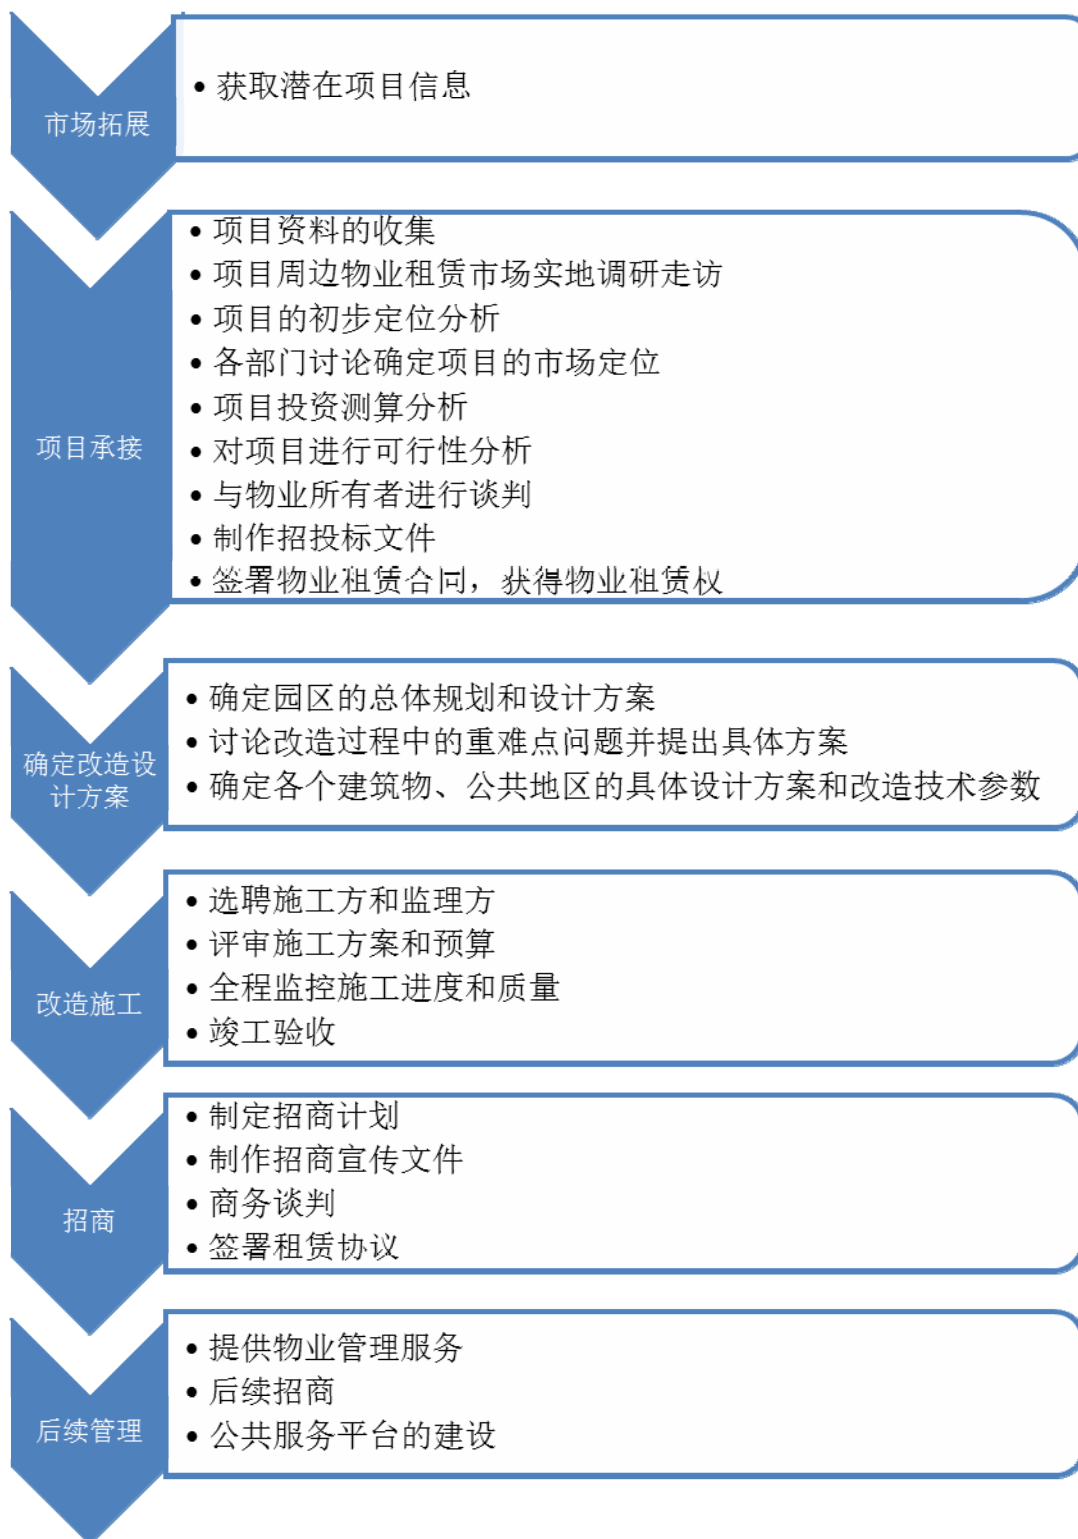 市场拓展
• 获取潜在项目信息
项目承接
• 项目资料的收集
• 项目周边物业租赁市场实地调研走访
• 项目的初步定位分析
• 各部门讨论确定项目的市场定位
• 项目投资测算分析
• 对项目进行可行性分析
• 与物业所有者进行谈判
• 制作招投标文件
• 签署物业租赁合同，获得物业租赁权
确定改造设
计方案
• 确定园区的总体规划和设计方案
• 讨论改造过程中的重难点问题并提出具体方案
• 确定各个建筑物、公共地区的具体设计方案和改造技术参数
改造施工
• 选聘施工方和监理方
• 评审施工方案和预算
• 全程监控施工进度和质量
• 竣工验收
招商
• 制定招商计划
• 制作招商宣传文件
• 商务谈判
• 签署租赁协议
后续管理
• 提供物业管理服务
• 后续招商
• 公共服务平台的建设